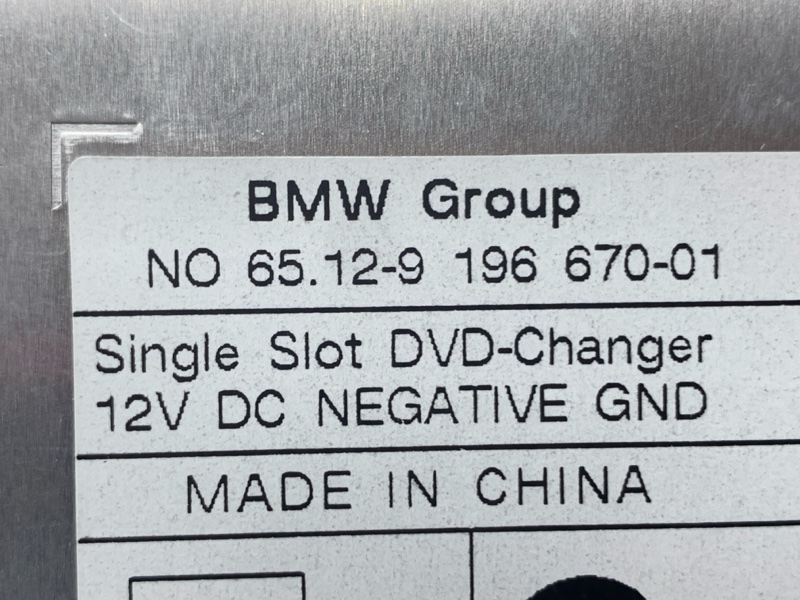 BMW Group
NO 65.12-9 196 670-01
Single Slot DVD-Changer
12V DC NEGATIVE GND
MADE IN CHINA